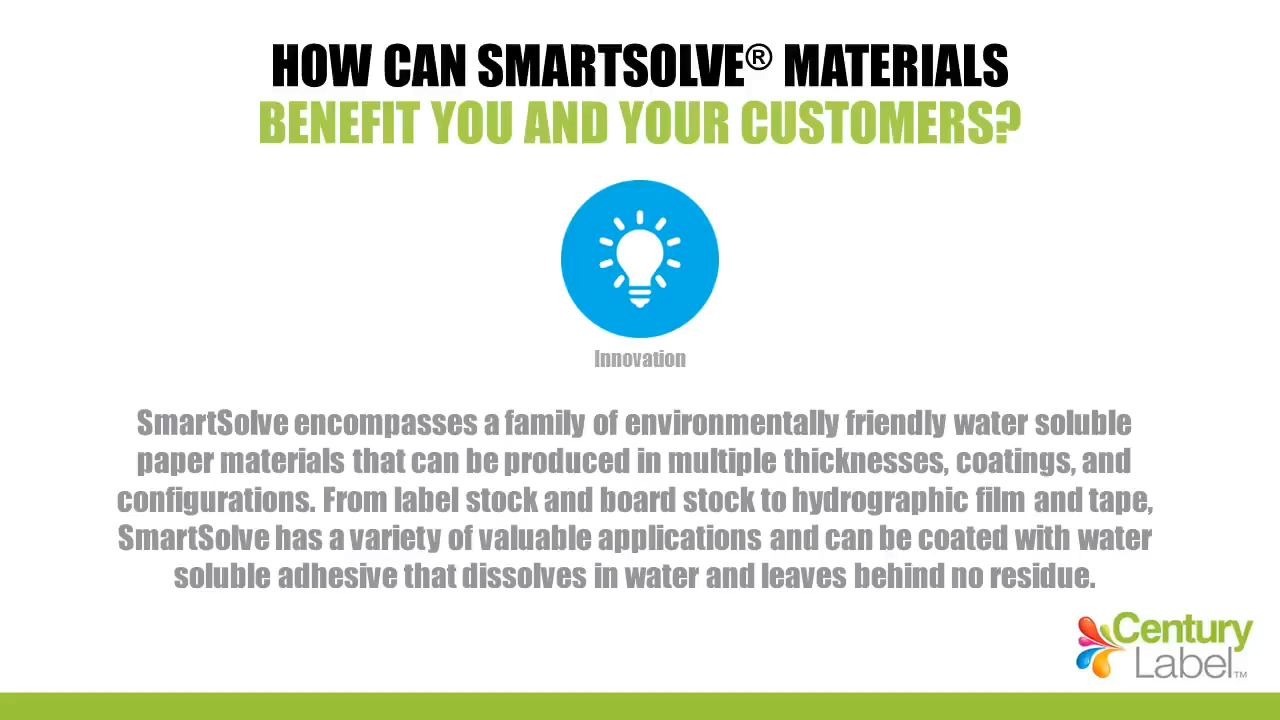 HOW CAN SMARTSOLVE® MATERIALS
BENEFIT YOU AND YOUR CUSTOMERS?
Innovation
SmartSolve encompasses a family of environmentally friendly water soluble
paper materials that can be produced in multiple thicknesses, coatings, and
configurations. From label stock and board stock to hydrographic film and tape,
SmartSolve has a variety of valuable applications and can be coated with water
soluble adhesive that dissolves in water and leaves behind no residue.
Century
Label™